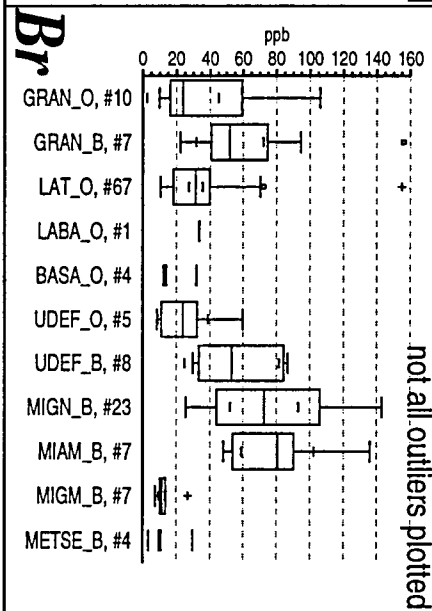 Br
ppb
0 20 40 60 80 100 120 140 160
GRAN_O, #10
GRAN_B, #7
LAT_O, #67
LABA_O, #1
BASA_O, #4
UDEF_O, #5
UDEF_B, #8
MIGN_B, #23
MIAM_B, #7
MIGM_B, #7
METSE_B, #4
not all outliers plotted